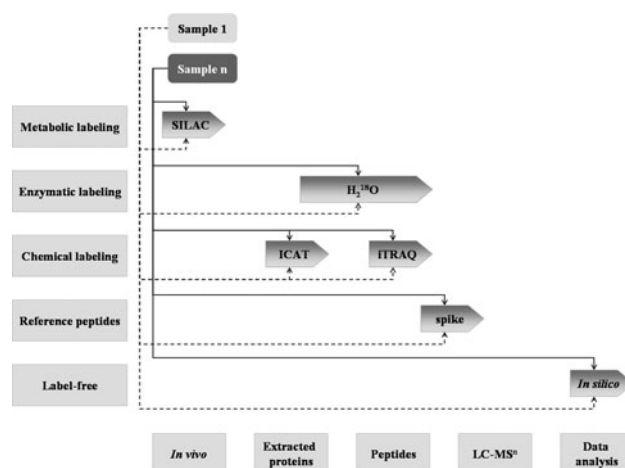 Sample 1
Sample n
Metabolic labeling
SILAC
Enzymatic labeling
H₂¹⁸O
Chemical labeling
ICAT
iTRAQ
Reference peptides
spike
Label-free
In silico
In vivo
Extracted
proteins
Peptides
LC-MSⁿ
Data
analysis